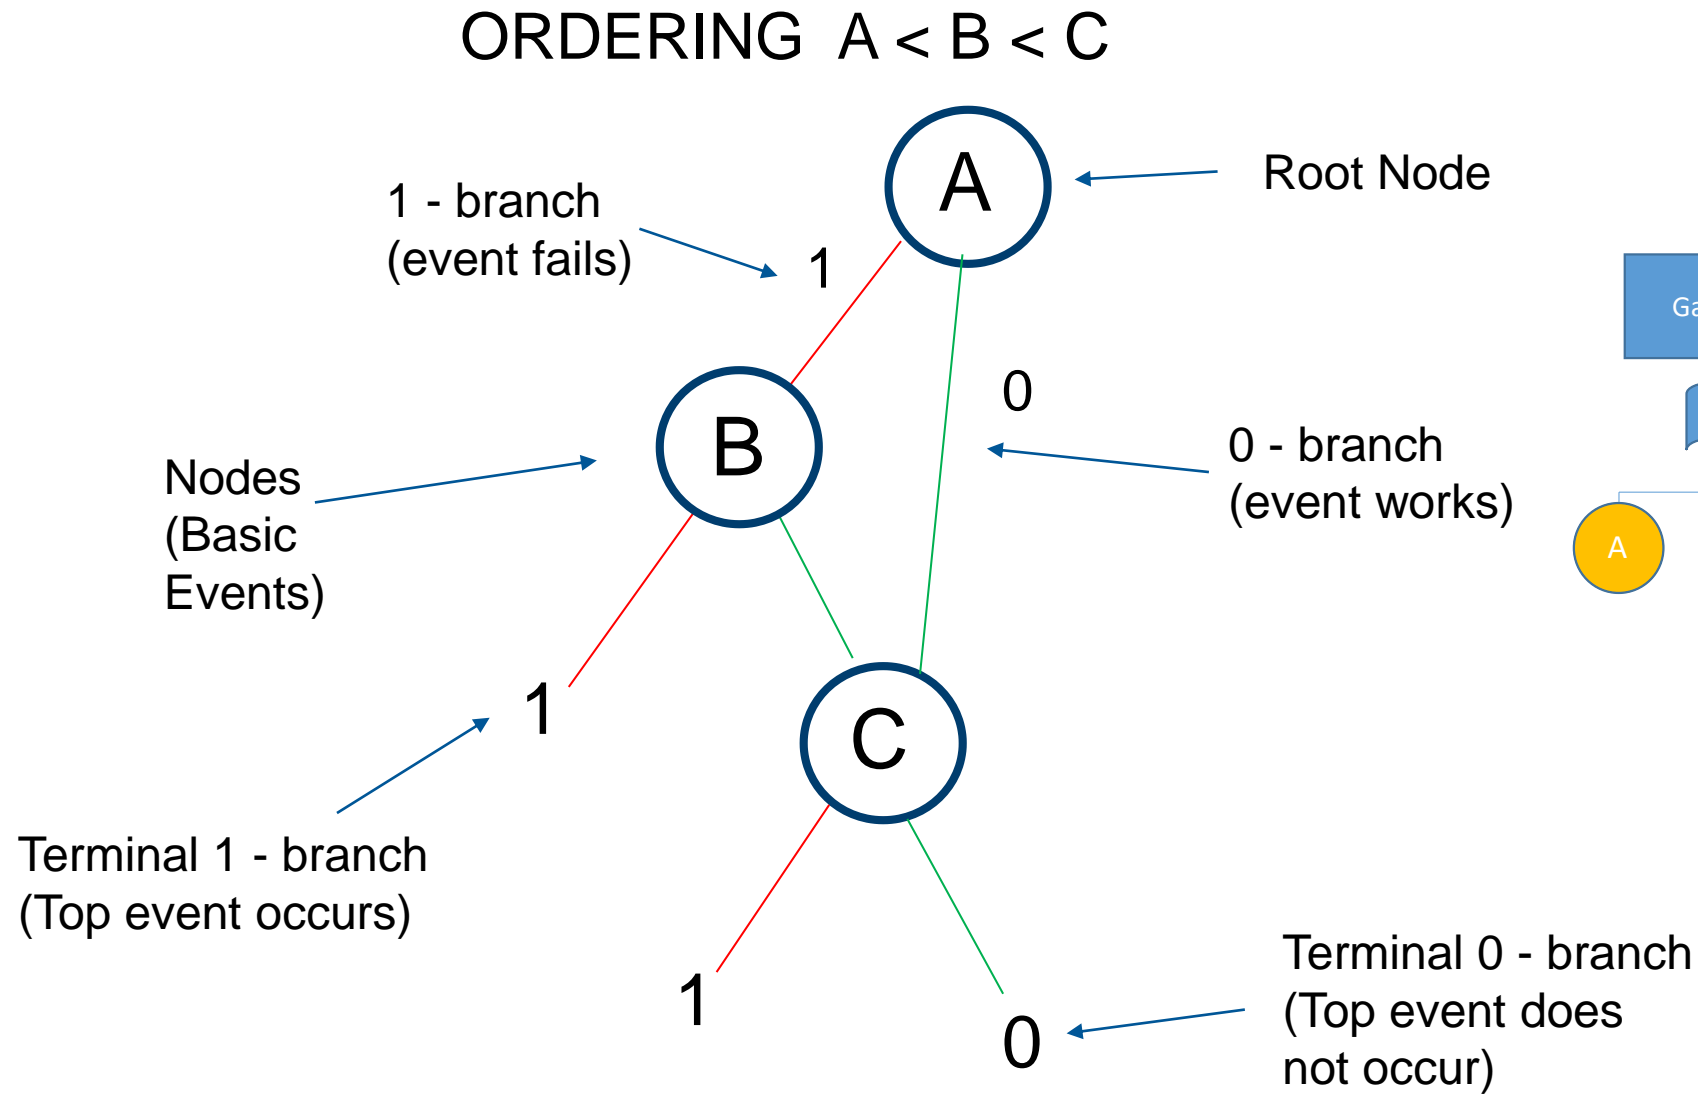 ORDERING A < B < C
A
Root Node
1 - branch
(event fails)
1
0
B
Nodes
(Basic
Events)
0 - branch
(event works)
A
1
C
Terminal 1 - branch
(Top event occurs)
1
0
Terminal 0 - branch
(Top event does
not occur)